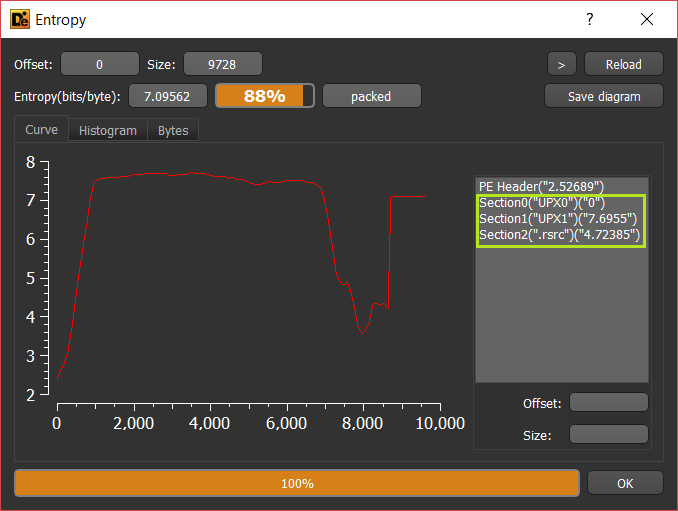 Entropy
?
Offset: 0 Size: 9728 > Reload
Entropy(bits/byte): 7.09562 88% packed Save diagram
Curve Histogram Bytes
8
7
6
5
4
3
2
0 2,000 4,000 6,000 8,000 10,000
PE Header("2.52689")
Section0("UPX0")("0")
Section1("UPX1")("7.6955")
Section2(".rsrc")("4.72385")
Offset:
Size:
100% OK